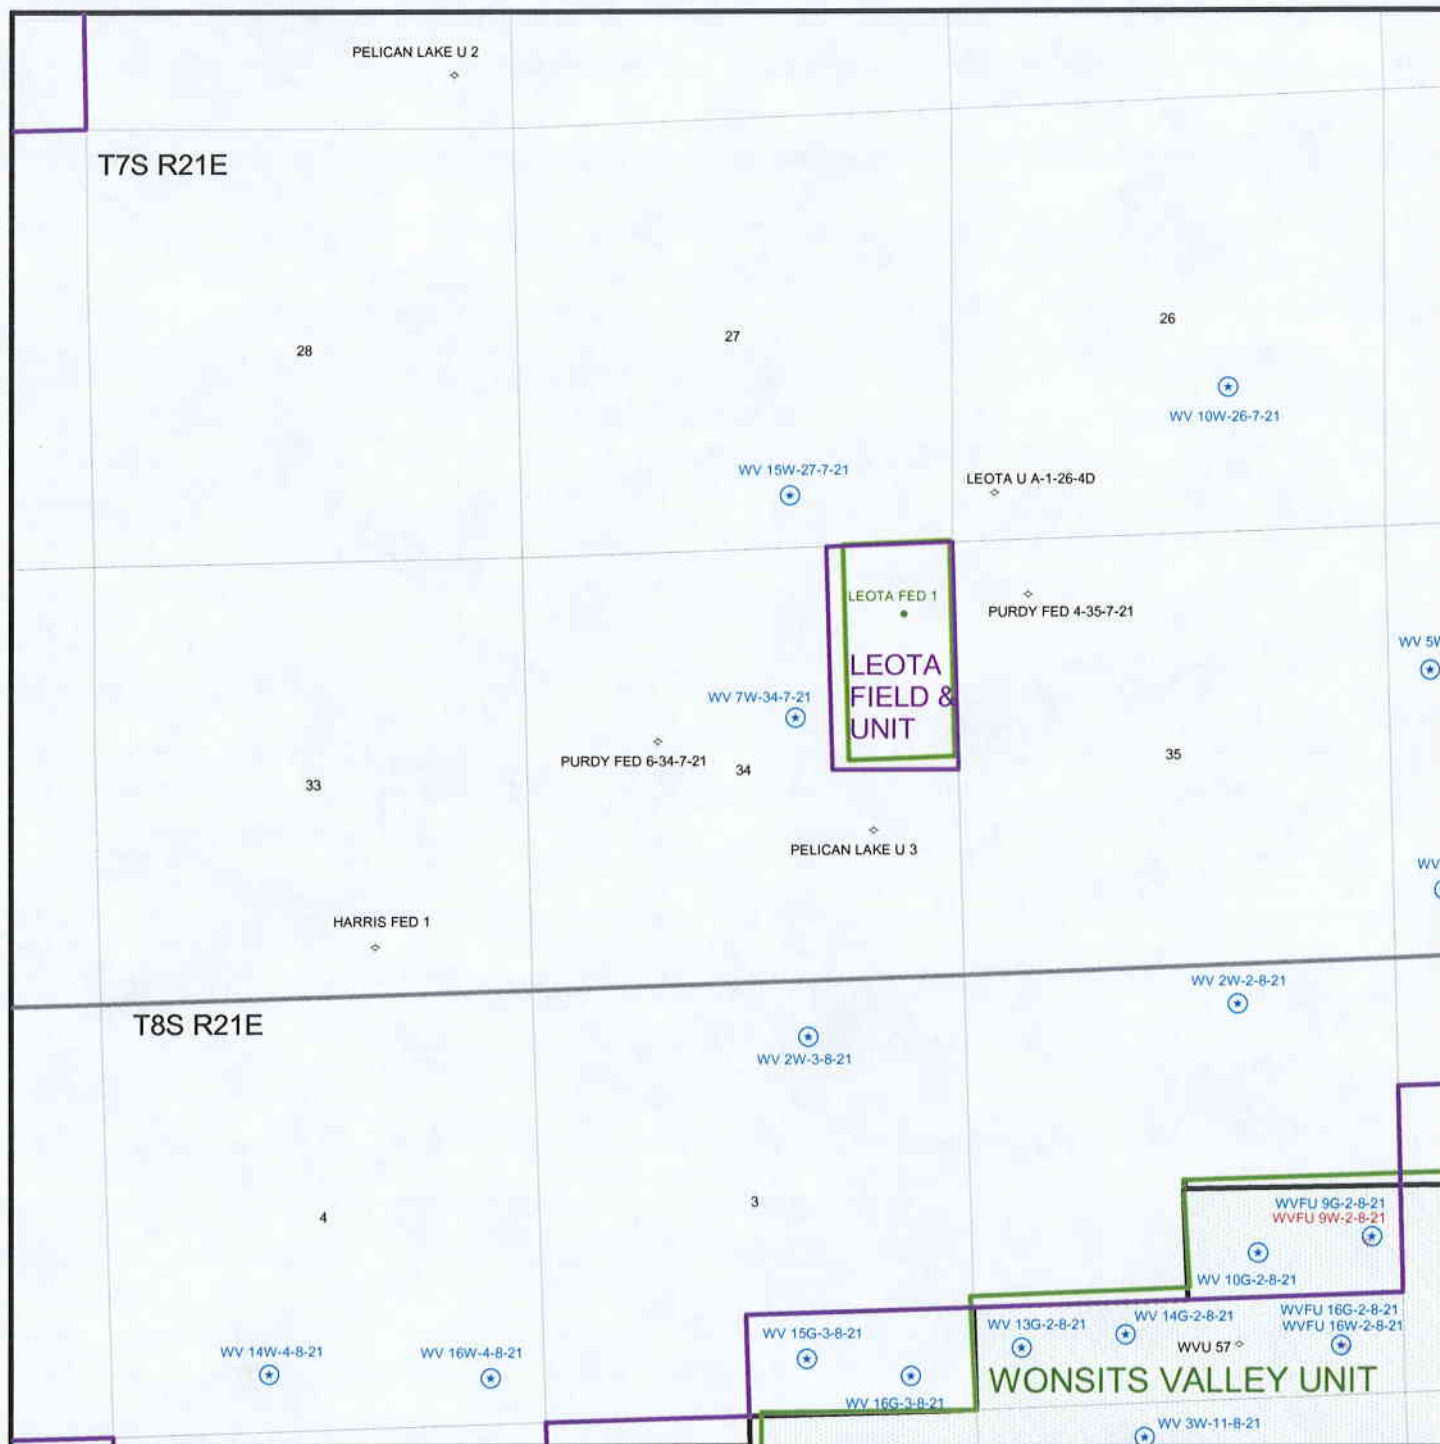 PELICAN LAKE U 2
T7S R21E
28
27
26
WV 10W-26-7-21
WV 15W-27-7-21
LEOTA U A-1-26-4D
LEOTA FED 1
PURDY FED 4-35-7-21
WV 5W
LEOTA
FIELD &
UNIT
WV 7W-34-7-21
PURDY FED 6-34-7-21
34
35
33
PELICAN LAKE U 3
WV
HARRIS FED 1
WV 2W-2-8-21
T8S R21E
WV 2W-3-8-21
4
3
WVFU 9G-2-8-21
WVFU 9W-2-8-21
WV 10G-2-8-21
WV 15G-3-8-21
WV 13G-2-8-21
WV 14G-2-8-21
WVFU 16G-2-8-21
WVFU 16W-2-8-21
WVU 57
WV 14W-4-8-21
WV 16W-4-8-21
WONSITS VALLEY UNIT
WV 16G-3-8-21
WV 3W-11-8-21